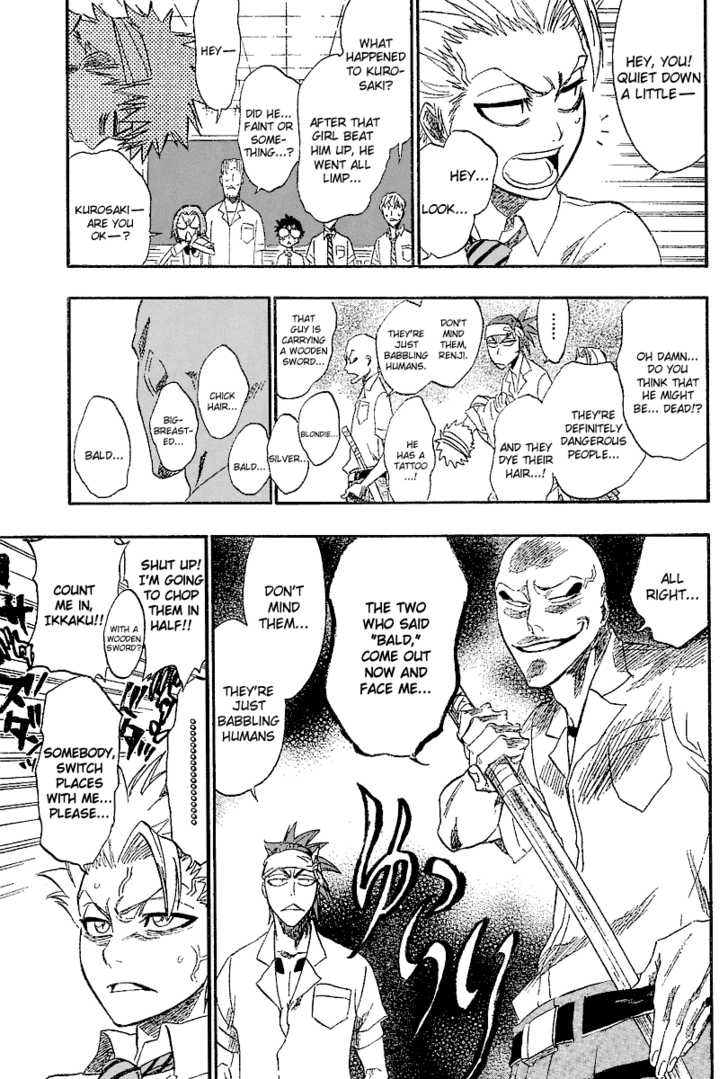 HEY, YOU!
QUIET DOWN
A LITTLE—
HEY...
LOOK...
WHAT
HAPPENED
TO KURO-
SAKI?
AFTER THAT
GIRL BEAT
HIM UP, HE
WENT ALL
LIMP...
DID HE...
FAINT OR
SOME-
THING...?
HEY—
KUROSAKI—
ARE YOU
OK—?
OH DAMN...
DO YOU
THINK THAT
HE MIGHT
BE... DEAD!?
THEY'RE
DEFINITELY
DANGEROUS
PEOPLE...
AND THEY
DYE THEIR
HAIR...!
.......
DON'T
MIND
THEM,
RENJI.
THEY'RE
JUST
BABBLING
HUMANS.
HE
HAS A
TATTOO
...!
THAT
GUY IS
CARRYING
A WOODEN
SWORD...
BLONDIE...
SILVER...
BALD...
CHICK
HAIR...
BIG-
BREAST-
ED...
BALD...
ALL
RIGHT...
THE TWO
WHO SAID
"BALD,"
COME OUT
NOW AND
FACE ME...
DON'T
MIND
THEM...
THEY'RE
JUST
BABBLING
HUMANS
ゆっくり
SHUT UP!
I'M GOING
TO CHOP
THEM IN
HALF!!
WITH A
WOODEN
SWORD?
COUNT
ME IN,
IKKAKU!!
SOMEBODY,
SWITCH
PLACES
WITH ME...
PLEASE...